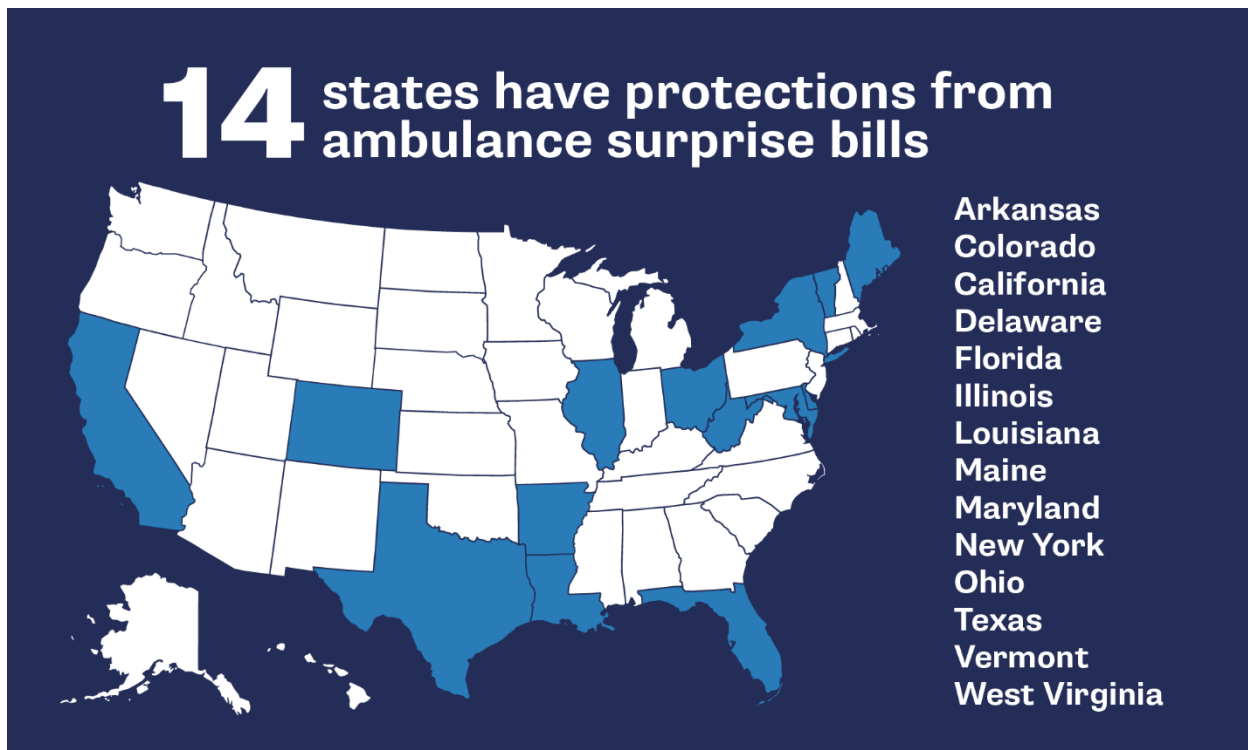 14 states have protections from
ambulance surprise bills
Arkansas
Colorado
California
Delaware
Florida
Illinois
Louisiana
Maine
Maryland
New York
Ohio
Texas
Vermont
West Virginia